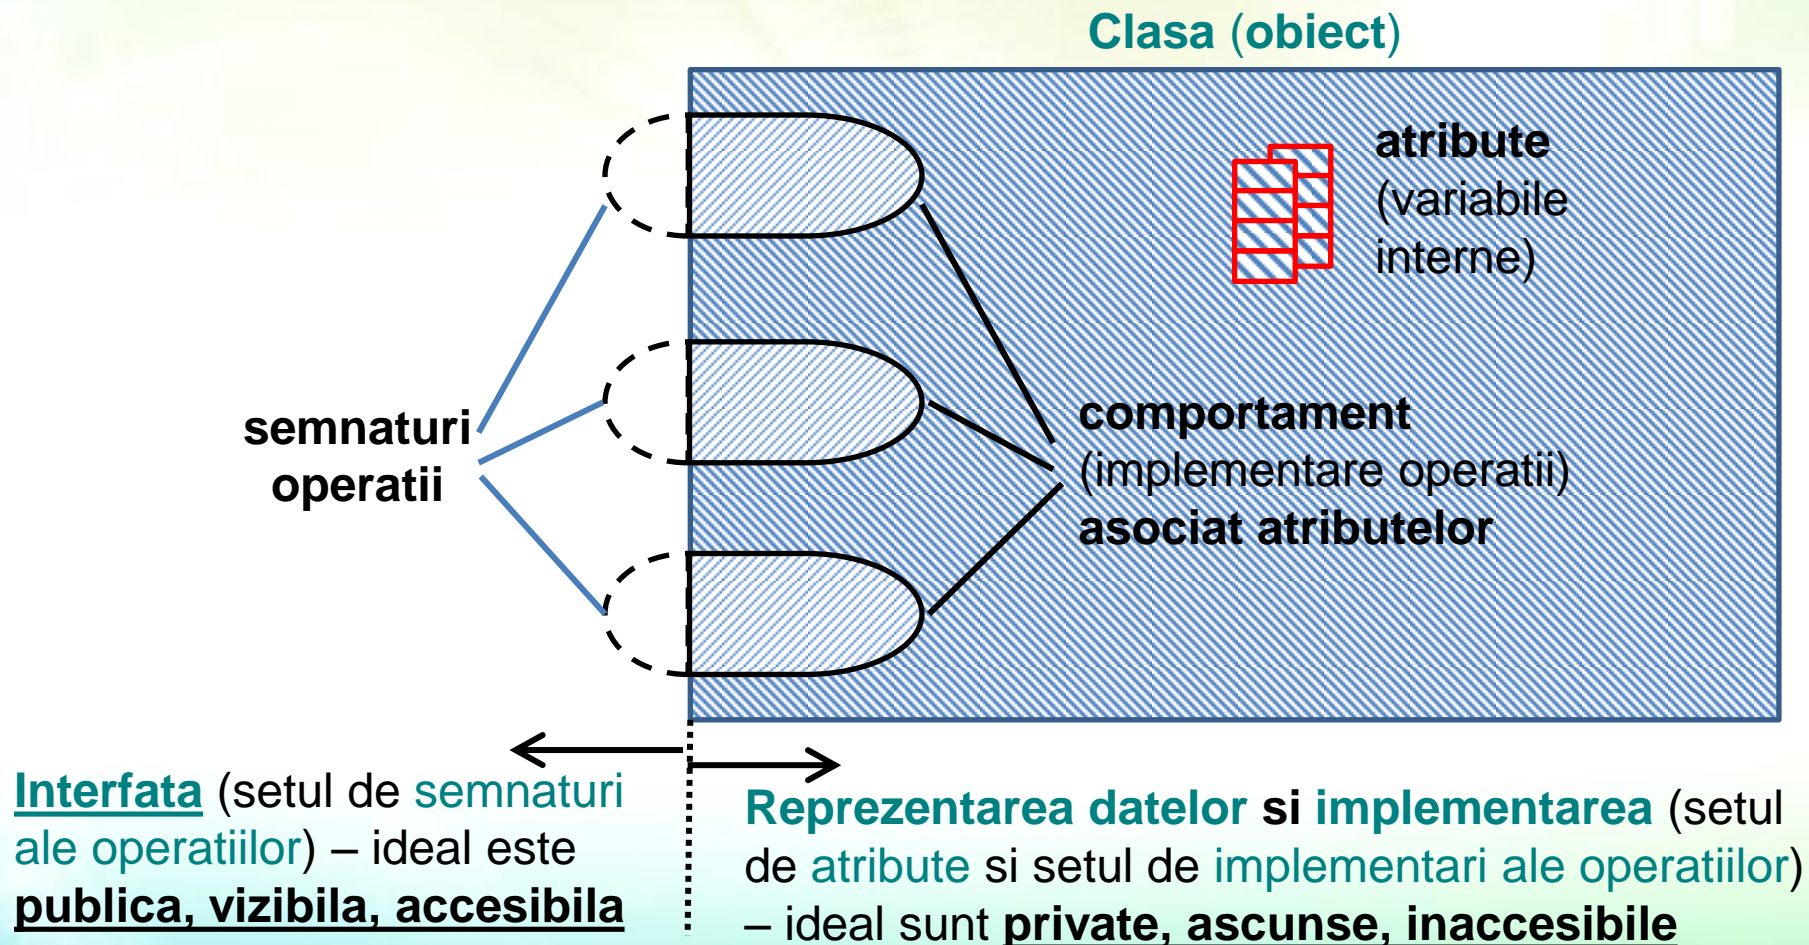 Clasa (obiect)
atribute
(variabile
interne)
semnaturi
operatii
comportament
(implementare operatii)
asociat atributelor
Interfata (setul de semnaturi
ale operatiilor) – ideal este
publica, vizibila, accesibila
Reprezentarea datelor si implementarea (setul
de atribute si setul de implementari ale operatiilor)
– ideal sunt private, ascunse, inaccesibile